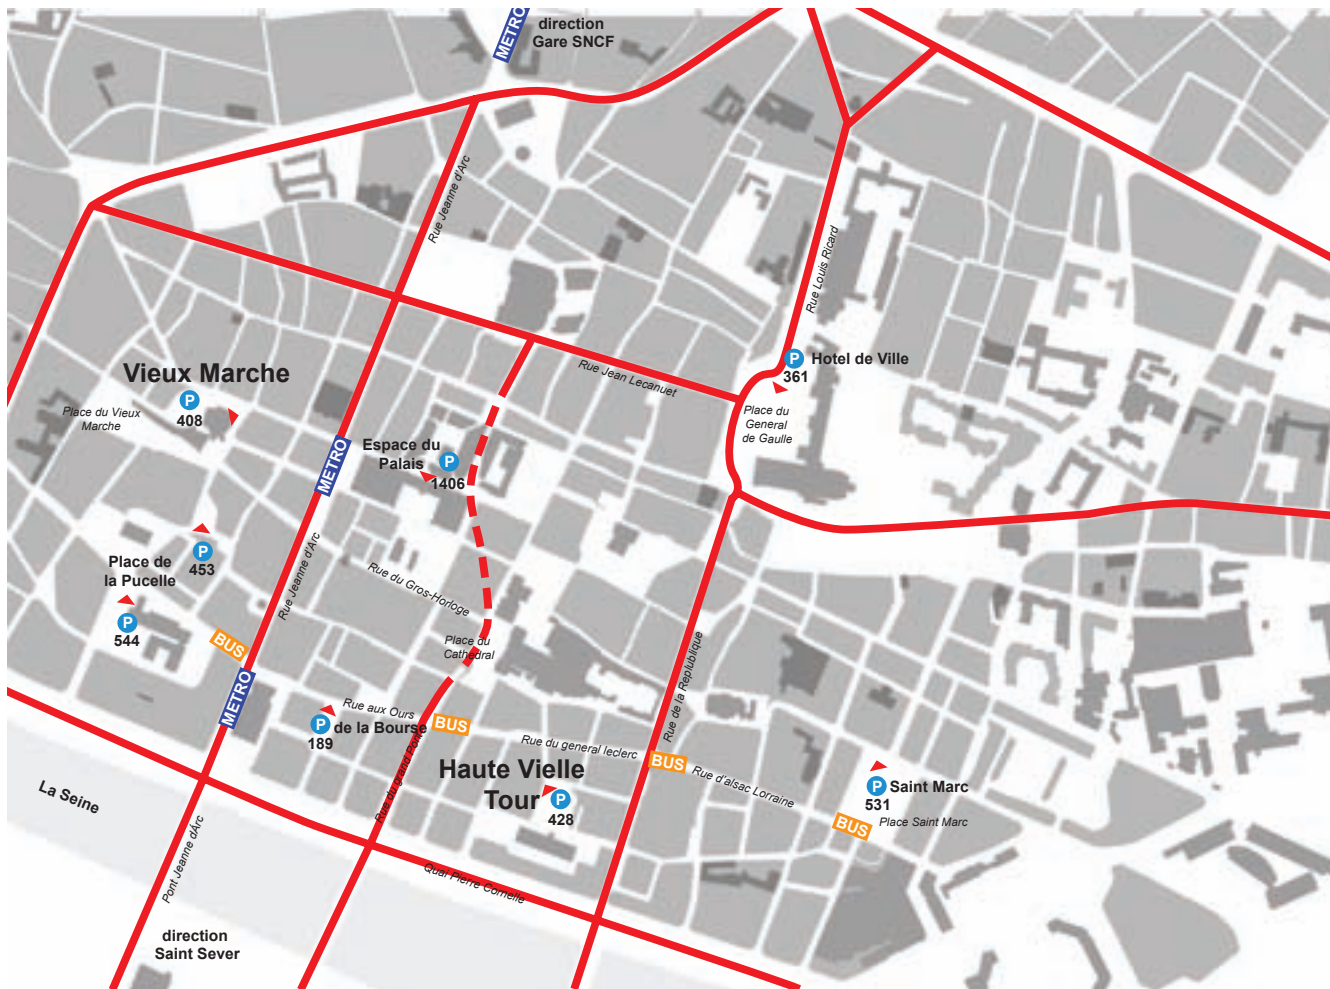 METRO
direction
Gare SNCF
Rue Jeanne d'Arc
Rue Louis Ricard
P
Hotel de Ville
361
Rue Jean Lecanuet
Place du
General
de Gaulle
Vieux Marche
P
408
Place du Vieux
Marche
METRO
Espace du
Palais
P
1406
P
453
Place de
la Pucelle
P
544
Rue Jeanne d'Arc
Rue du Gros-Horloge
Place du
Cathedral
BUS
METRO
Rue aux Ours
P
de la Bourse
189
BUS
Rue du grand Pont
Rue du general leclerc
Rue de la Replublique
BUS
Rue d'alsac Lorraine
Haute Vielle
Tour
P
428
P
Saint Marc
531
Place Saint Marc
BUS
La Seine
Pont Jeanne dÁrc
Quai Pierre Cornelle
direction
Saint Sever